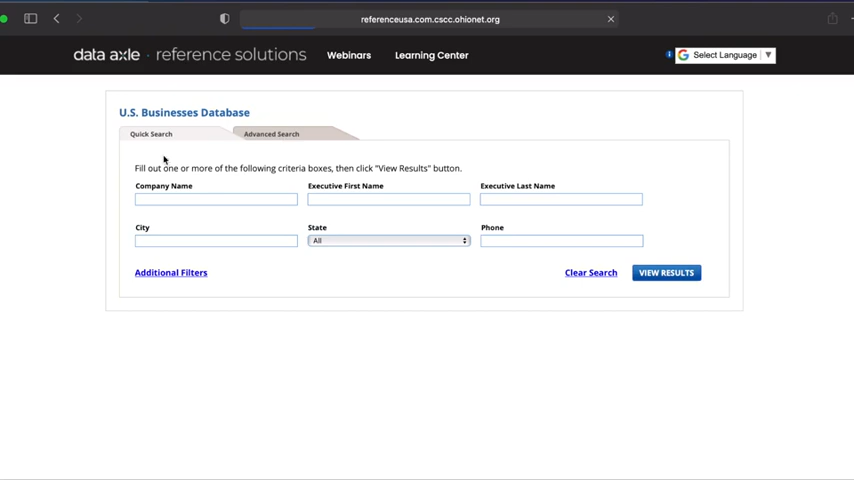 referenceusa.com.cscc.ohionet.org
data axle · reference solutions Webinars Learning Center Select Language
U.S. Businesses Database
Quick Search Advanced Search
Fill out one or more of the following criteria boxes, then click "View Results" button.
Company Name Executive First Name Executive Last Name
City State Phone
All
Additional Filters Clear Search VIEW RESULTS